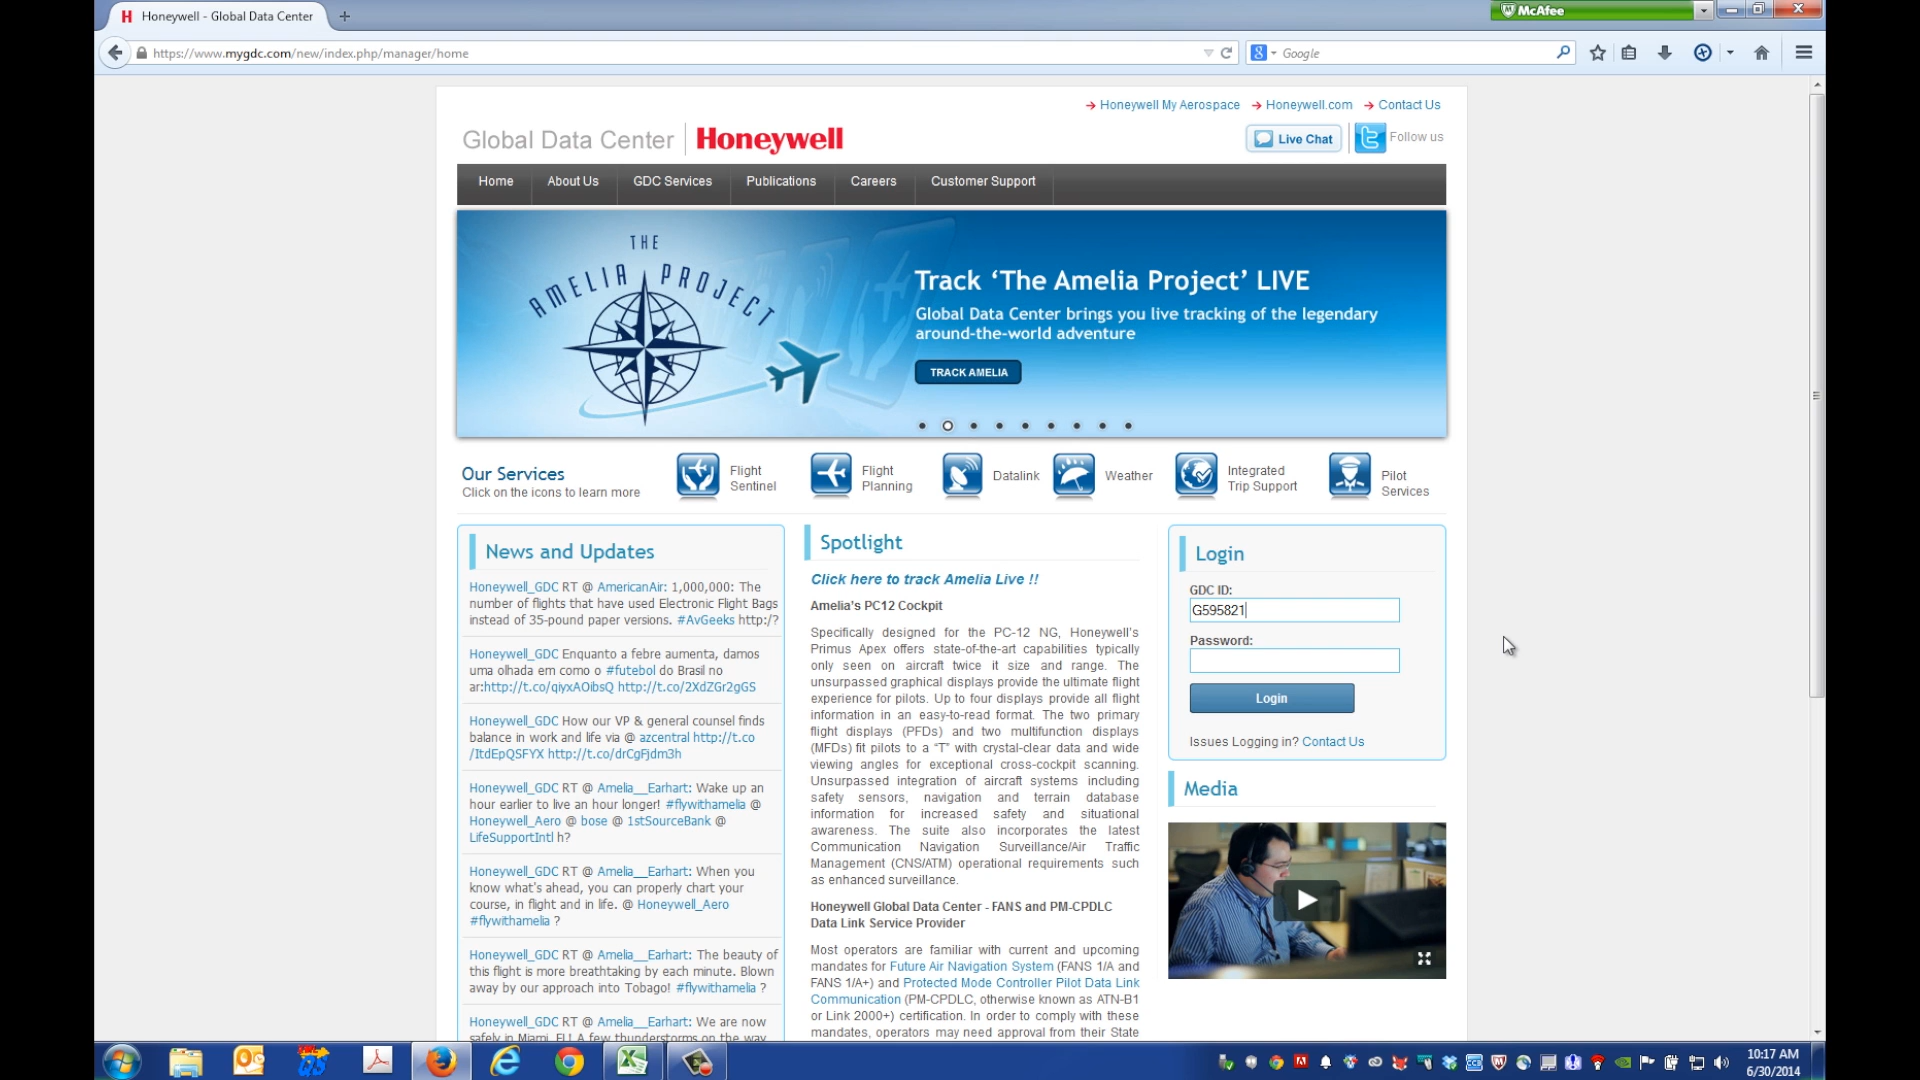 Honeywell - Global Data Center
McAfee
https://www.mygdc.com/new/index.php/manager/home
Google
Honeywell My Aerospace
Honeywell.com
Contact Us
Global Data Center
Honeywell
Live Chat
Follow us
Home
About Us
GDC Services
Publications
Careers
Customer Support
THE
AMELIA PROJECT
Track ‘The Amelia Project’ LIVE
Global Data Center brings you live tracking of the legendary
around-the-world adventure
TRACK AMELIA
Our Services
Click on the icons to learn more
Flight
Sentinel
Flight
Planning
Datalink
Weather
Integrated
Trip Support
Pilot
Services
News and Updates
Honeywell_GDC RT @ AmericanAir: 1,000,000: The
number of flights that have used Electronic Flight Bags
instead of 35-pound paper versions. #AvGeeks http:/?
Honeywell_GDC Enquanto a febre aumenta, damos
uma olhada em como o #futebol do Brasil no
ar:http://t.co/qiyxAOibsQ http://t.co/2XdZGr2gGS
Honeywell_GDC How our VP & general counsel finds
balance in work and life via @ azcentral http://t.co
/ItdEpQSFYX http://t.co/drCgFjdm3h
Honeywell_GDC RT @ Amelia__Earhart: Wake up an
hour earlier to live an hour longer! #flywithamelia @
Honeywell_Aero @ bose @ 1stSourceBank @
LifeSupportIntl h?
Honeywell_GDC RT @ Amelia__Earhart: When you
know what's ahead, you can properly chart your
course, in flight and in life. @ Honeywell_Aero
#flywithamelia ?
Honeywell_GDC RT @ Amelia__Earhart: The beauty of
this flight is more breathtaking by each minute. Blown
away by our approach into Tobago! #flywithamelia ?
Honeywell_GDC RT @ Amelia__Earhart: We are now
safely in Miami, FL! A few thunderstorms on the way
Spotlight
Click here to track Amelia Live !!
Amelia's PC12 Cockpit
Specifically designed for the PC-12 NG, Honeywell's
Primus Apex offers state-of-the-art capabilities typically
only seen on aircraft twice it size and range. The
unsurpassed graphical displays provide the ultimate flight
experience for pilots. Up to four displays provide all flight
information in an easy-to-read format. The two primary
flight displays (PFDs) and two multifunction displays
(MFDs) fit pilots to a “T” with crystal-clear data and wide
viewing angles for exceptional cross-cockpit scanning.
Unsurpassed integration of aircraft systems including
safety sensors, navigation and terrain database
information for increased safety and situational
awareness. The suite also incorporates the latest
Communication Navigation Surveillance/Air Traffic
Management (CNS/ATM) operational requirements such
as enhanced surveillance.
Honeywell Global Data Center - FANS and PM-CPDLC
Data Link Service Provider
Most operators are familiar with current and upcoming
mandates for Future Air Navigation System (FANS 1/A and
FANS 1/A+) and Protected Mode Controller Pilot Data Link
Communication (PM-CPDLC, otherwise known as ATN-B1
or Link 2000+) certification. In order to comply with these
mandates, operators may need approval from their State
Login
GDC ID:
G595821
Password:
Login
Issues Logging in? Contact Us
Media
10:17 AM
6/30/2014